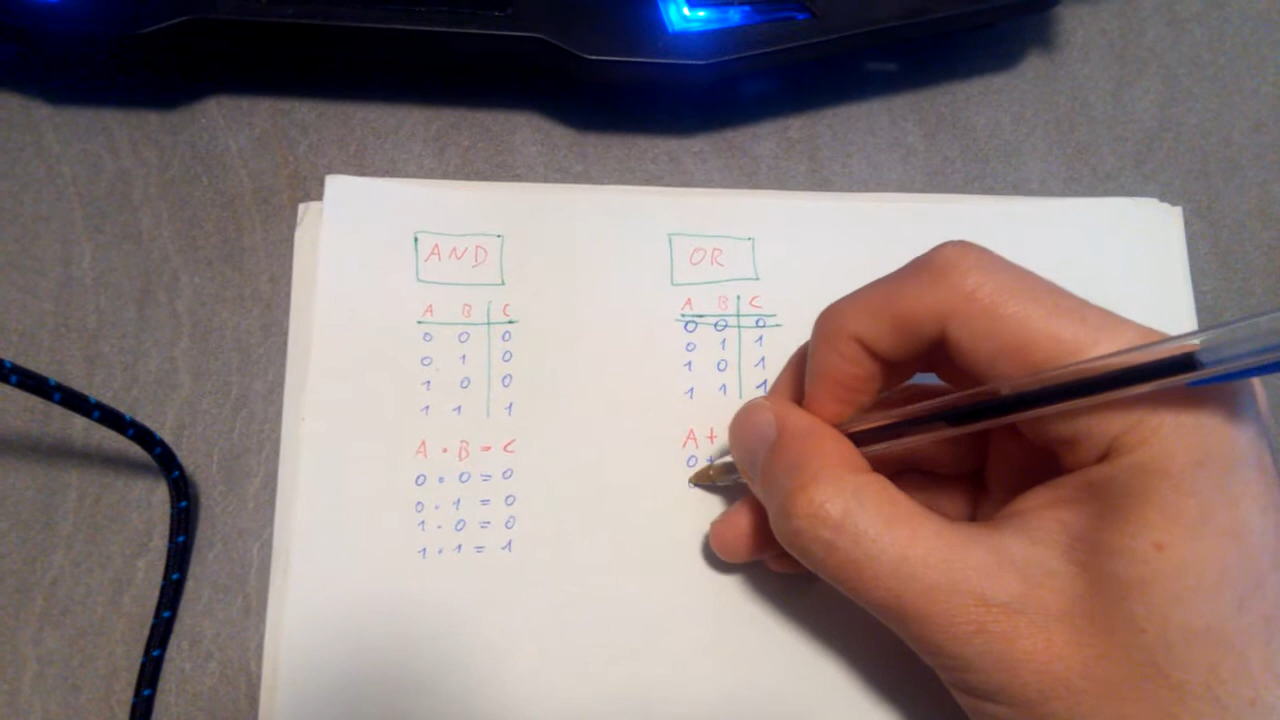 AND
A B C
0 0 0
0 1 0
1 0 0
1 1 1
A · B = C
0 · 0 = 0
0 · 1 = 0
1 · 0 = 0
1 · 1 = 1
OR
A B C
0 0 0
0 1 1
1 0 1
1 1 1
A +
0 +